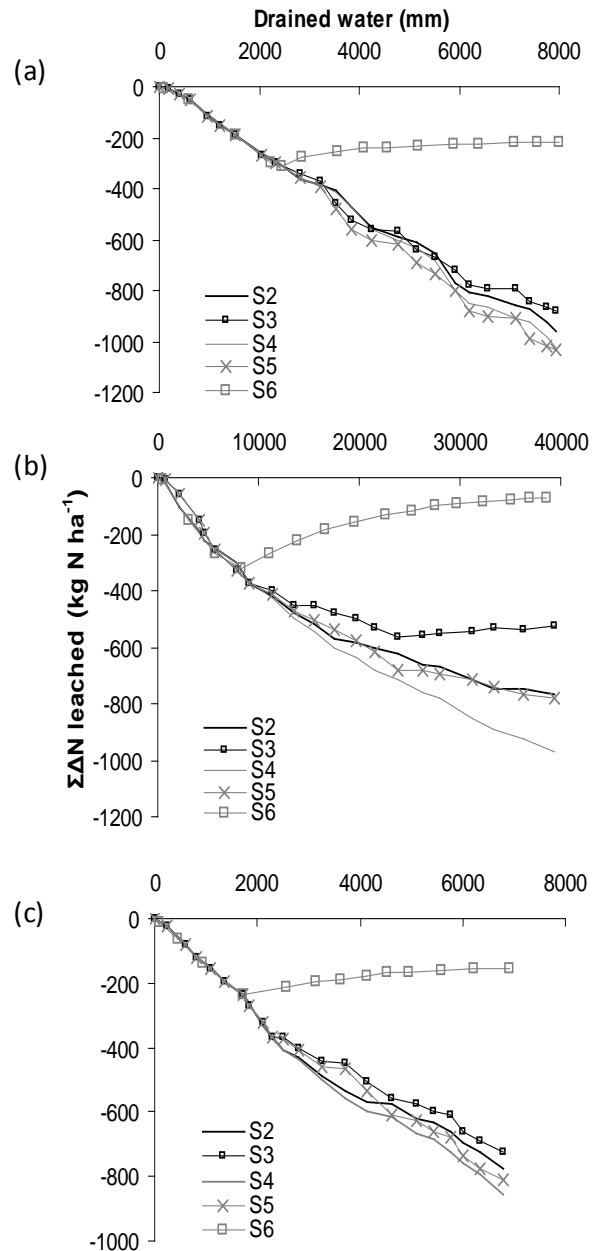 Drained water (mm)
(a)
0 2000 4000 6000 8000
0
-200
-400
-600
-800
-1000
-1200
S2
S3
S4
S5
S6
(b)
0 10000 20000 30000 40000
0
-200
-400
-600
-800
-1000
-1200
ΣΔN leached (kg N ha-1)
S2
S3
S4
S5
S6
(c)
0 2000 4000 6000 8000
0
-200
-400
-600
-800
-1000
S2
S3
S4
S5
S6